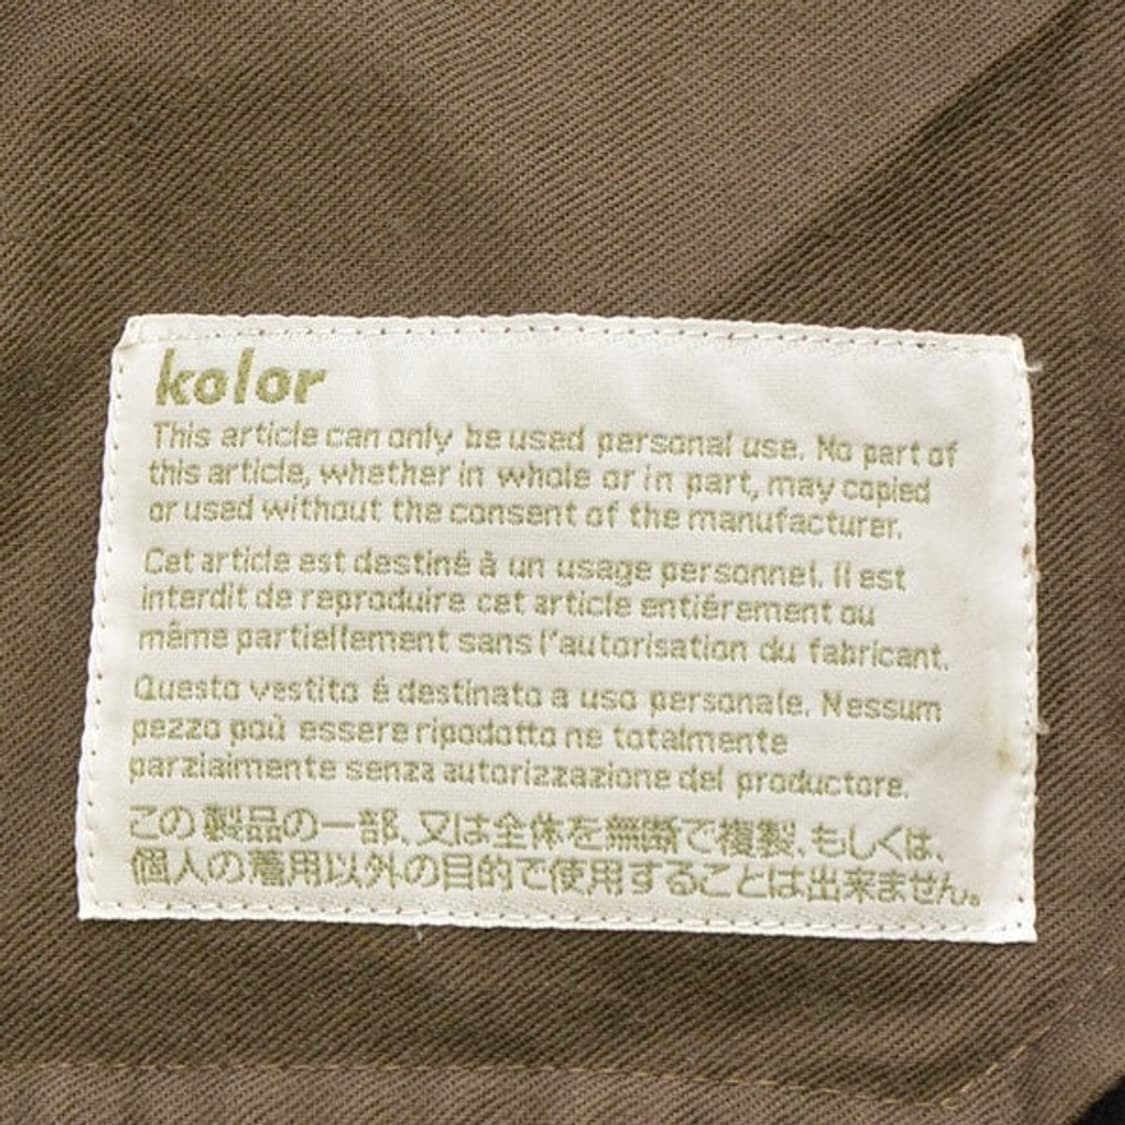 kolor
This article can only be used personal use. No part of
this article, whether in whole or in part, may copied
or used without the consent of the manufacturer.
Cet article est destiné à un usage personnel. Il est
interdit de reproduire cet article entiérement ou
même partiellement sans l'autorisation du fabricant.
Questo vestito é destinato a uso personale. Nessum
pezzo poù essere ripodotto ne totalmente
parzialmente senza autorizzazione del productore.
この製品の一部、又は全体を無断で複製、もしくは、
個人の着用以外の目的で使用することは出来ません。